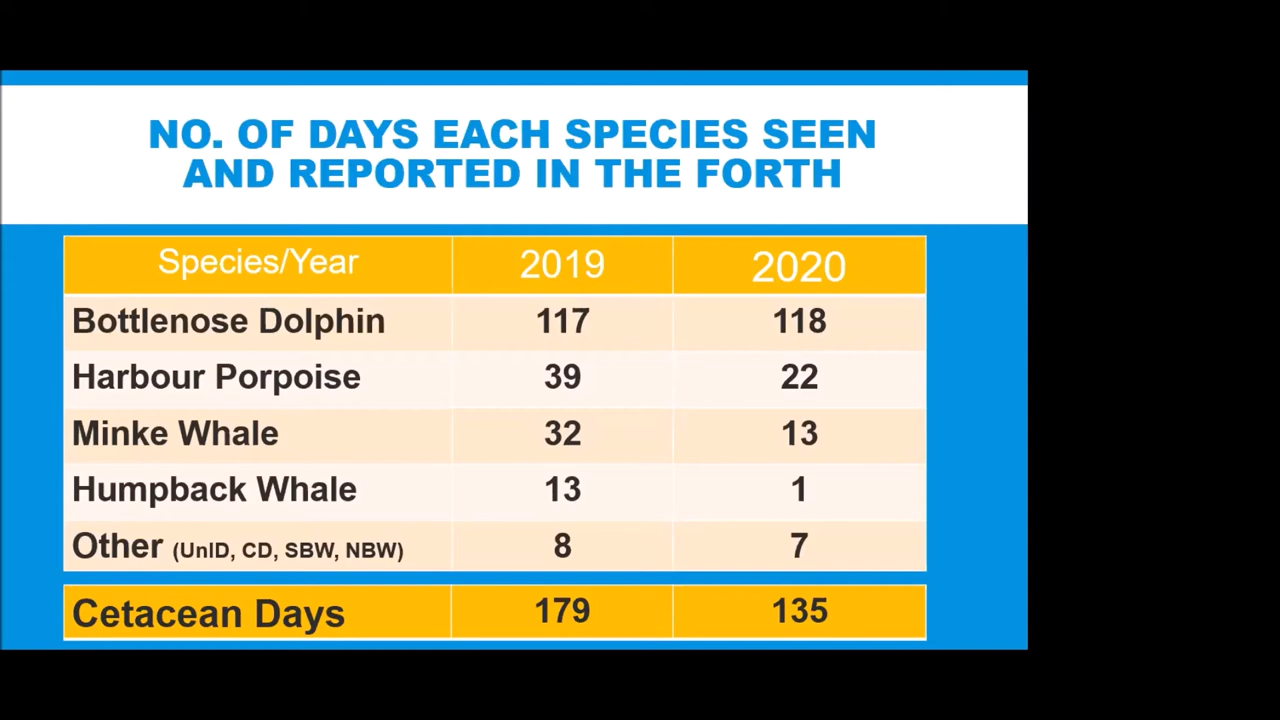 NO. OF DAYS EACH SPECIES SEEN
AND REPORTED IN THE FORTH
Species/Year 2019 2020
Bottlenose Dolphin 117 118
Harbour Porpoise 39 22
Minke Whale 32 13
Humpback Whale 13 1
Other (UnID, CD, SBW, NBW) 8 7
Cetacean Days 179 135